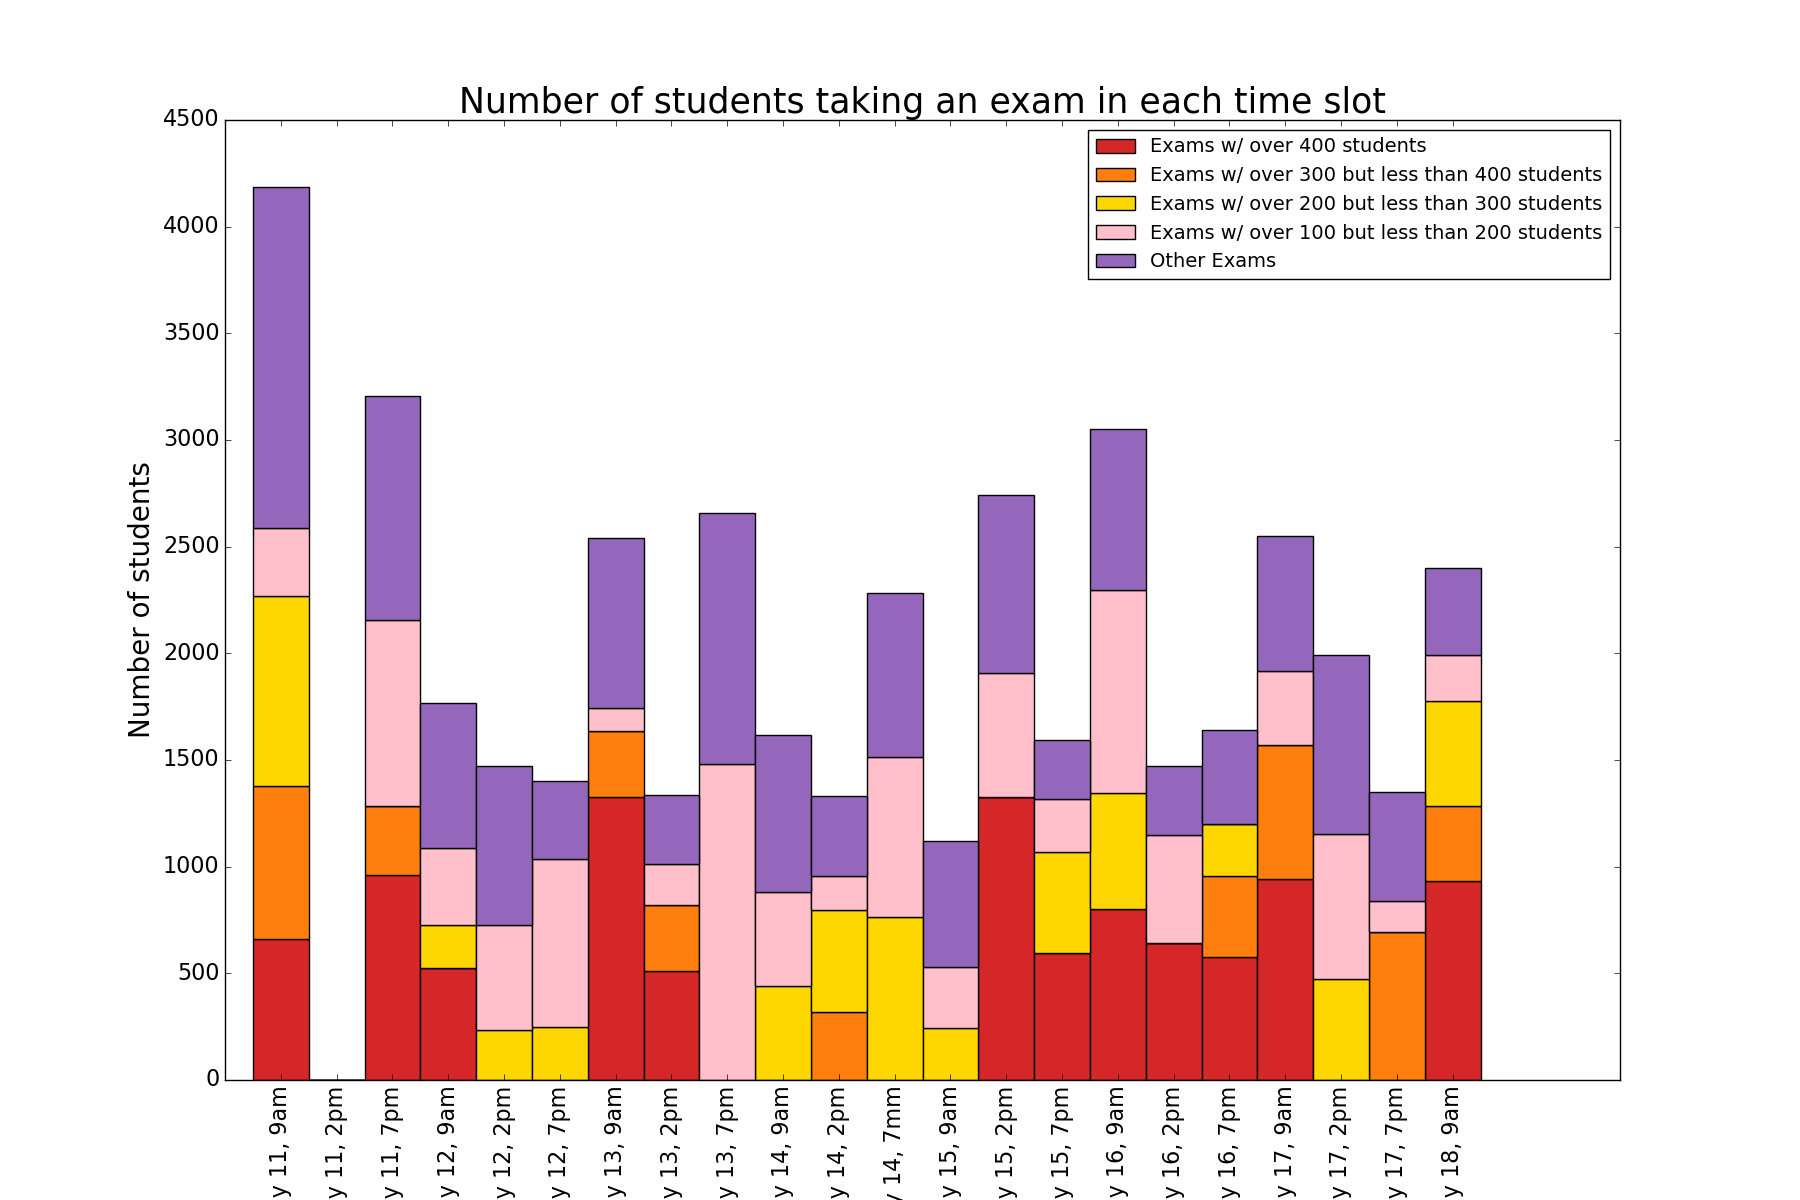 Number of students taking an exam in each time slot
Exams w/ over 400 students
Exams w/ over 300 but less than 400 students
Exams w/ over 200 but less than 300 students
Exams w/ over 100 but less than 200 students
Other Exams
Number of students
4500
4000
3500
3000
2500
2000
1500
1000
500
0
y 11, 9am
y 11, 2pm
y 11, 7pm
y 12, 9am
y 12, 2pm
y 12, 7pm
y 13, 9am
y 13, 2pm
y 13, 7pm
y 14, 9am
y 14, 2pm
y 14, 7mm
y 15, 9am
y 15, 2pm
y 15, 7pm
y 16, 9am
y 16, 2pm
y 16, 7pm
y 17, 9am
y 17, 2pm
y 17, 7pm
y 18, 9am